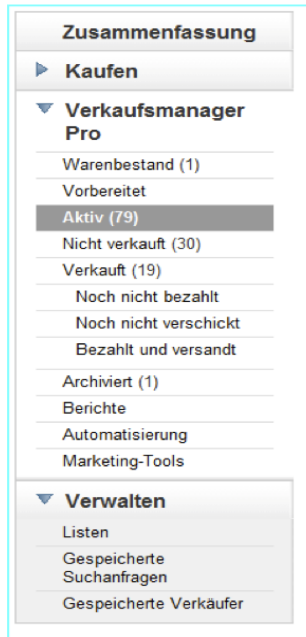 Zusammenfassung
Kaufen
Verkaufsmanager
Pro
Warenbestand (1)
Vorbereitet
Aktiv (79)
Nicht verkauft (30)
Verkauft (19)
Noch nicht bezahlt
Noch nicht verschickt
Bezahlt und versandt
Archiviert (1)
Berichte
Automatisierung
Marketing-Tools
Verwalten
Listen
Gespeicherte
Suchanfragen
Gespeicherte Verkäufer